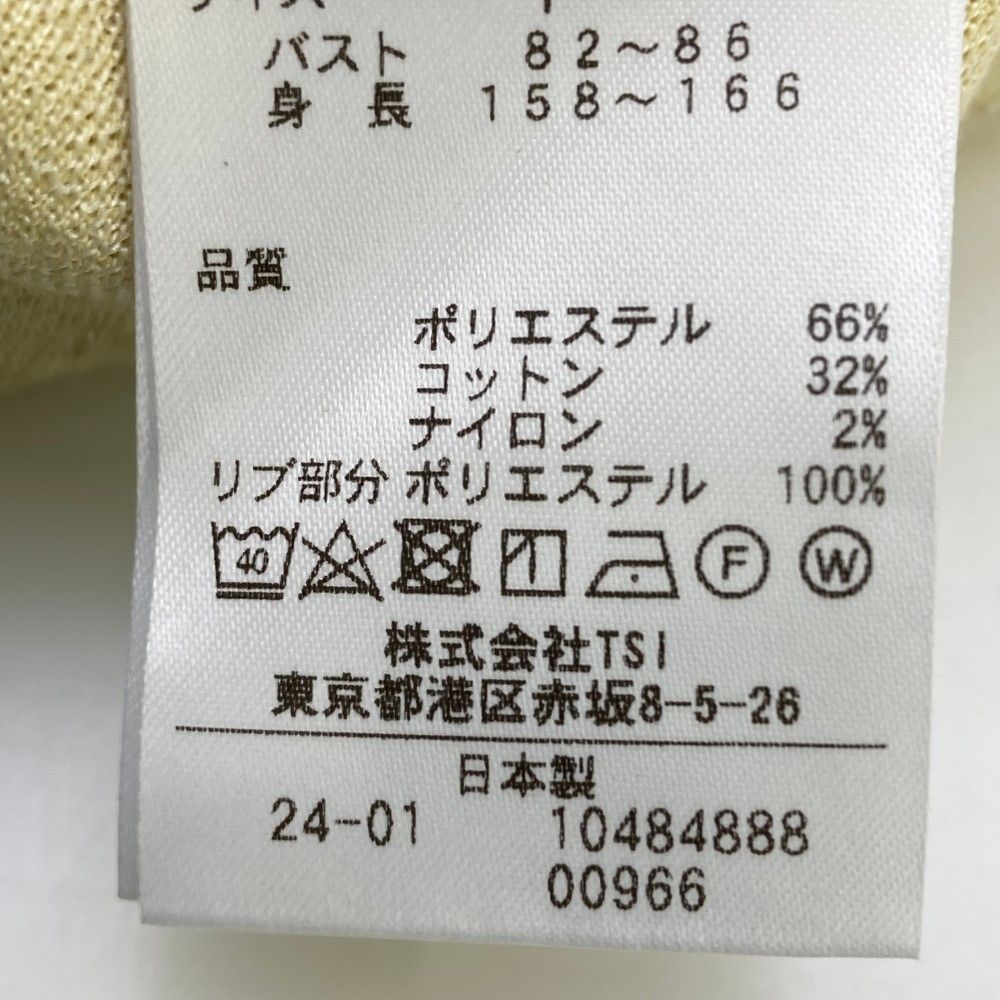 バスト 82～86
身 長 158～166
品質
ポリエステル 66%
コットン 32%
ナイロン 2%
リブ部分 ポリエステル 100%
40 F W
株式会社TSI
東京都港区赤坂8-5-26
日本製
24-01 10484888
00966